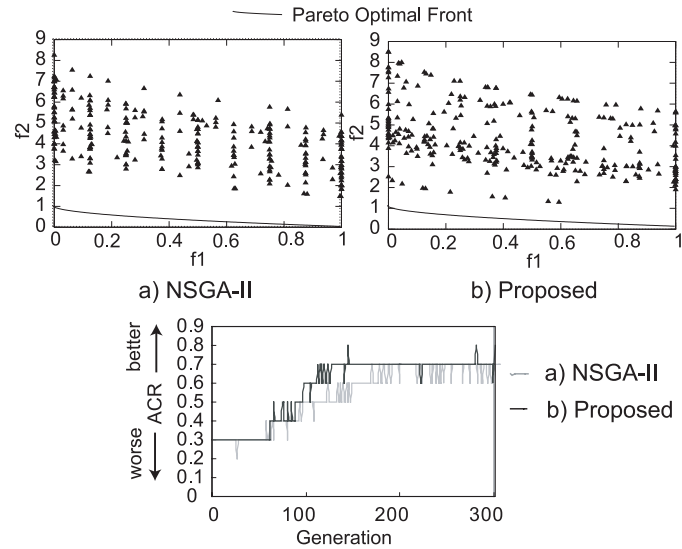 Pareto Optimal Front
9
8
7
6
5
4
3
2
1
0
f2
0 0.2 0.4 0.6 0.8 1
f1
a) NSGA-II
9
8
7
6
5
4
3
2
1
0
f2
0 0.2 0.4 0.6 0.8 1
f1
b) Proposed
worse ACR better
0.9
0.8
0.7
0.6
0.5
0.4
0.3
0.2
0.1
0
0 100 200 300
Generation
a) NSGA-II
b) Proposed